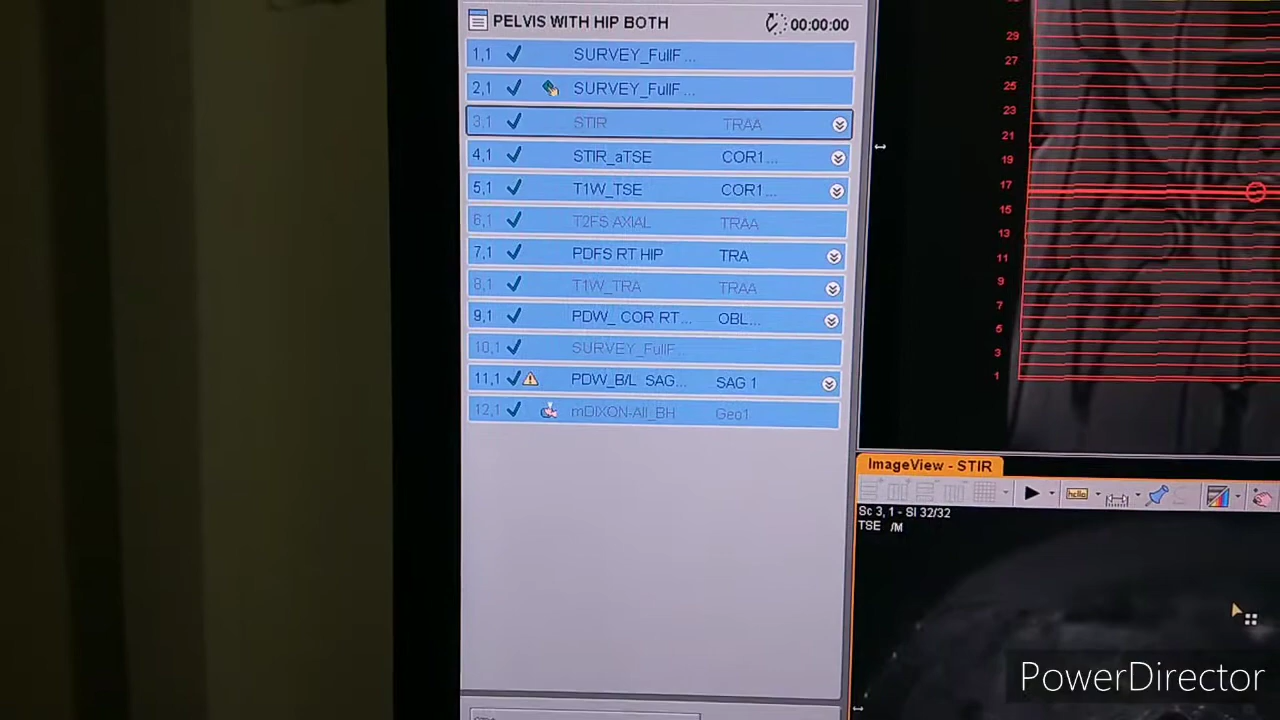 PELVIS WITH HIP BOTH 00:00:00
1,1 SURVEY_FullF...
2,1 SURVEY_FullF...
3,1 STIR TRAA
4,1 STIR_aTSE COR1...
5,1 T1W_TSE COR1...
6,1 T2FS AXIAL TRAA
7,1 PDFS RT HIP TRA
8,1 T1W_TRA TRAA
9,1 PDW_ COR RT... OBL...
10,1 SURVEY_FullF...
11,1 PDW_B/L SAG... SAG 1
12,1 mDIXON-All_BH Geo1
29
27
25
23
21
19
17
15
13
11
9
7
5
3
1
ImageView - STIR
hello
Sc 3, 1 - SI 32/32
TSE /M
PowerDirector